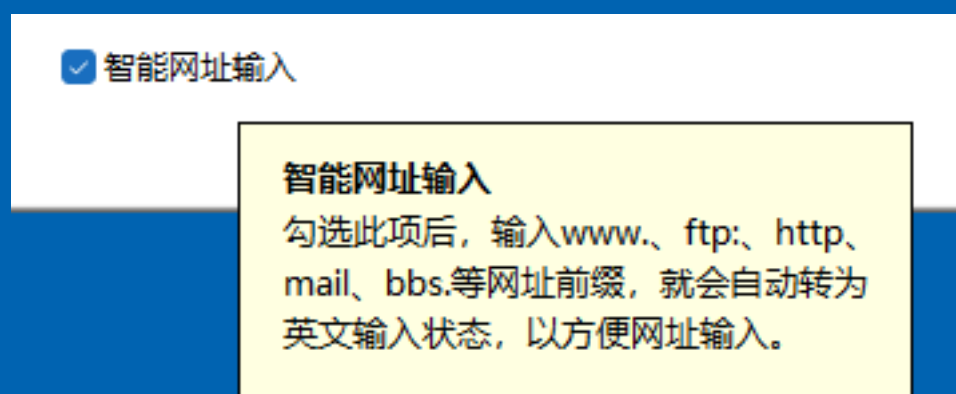 智能网址输入
智能网址输入
勾选此项后，输入www.、ftp:、http、
mail、bbs.等网址前缀，就会自动转为
英文输入状态，以方便网址输入。